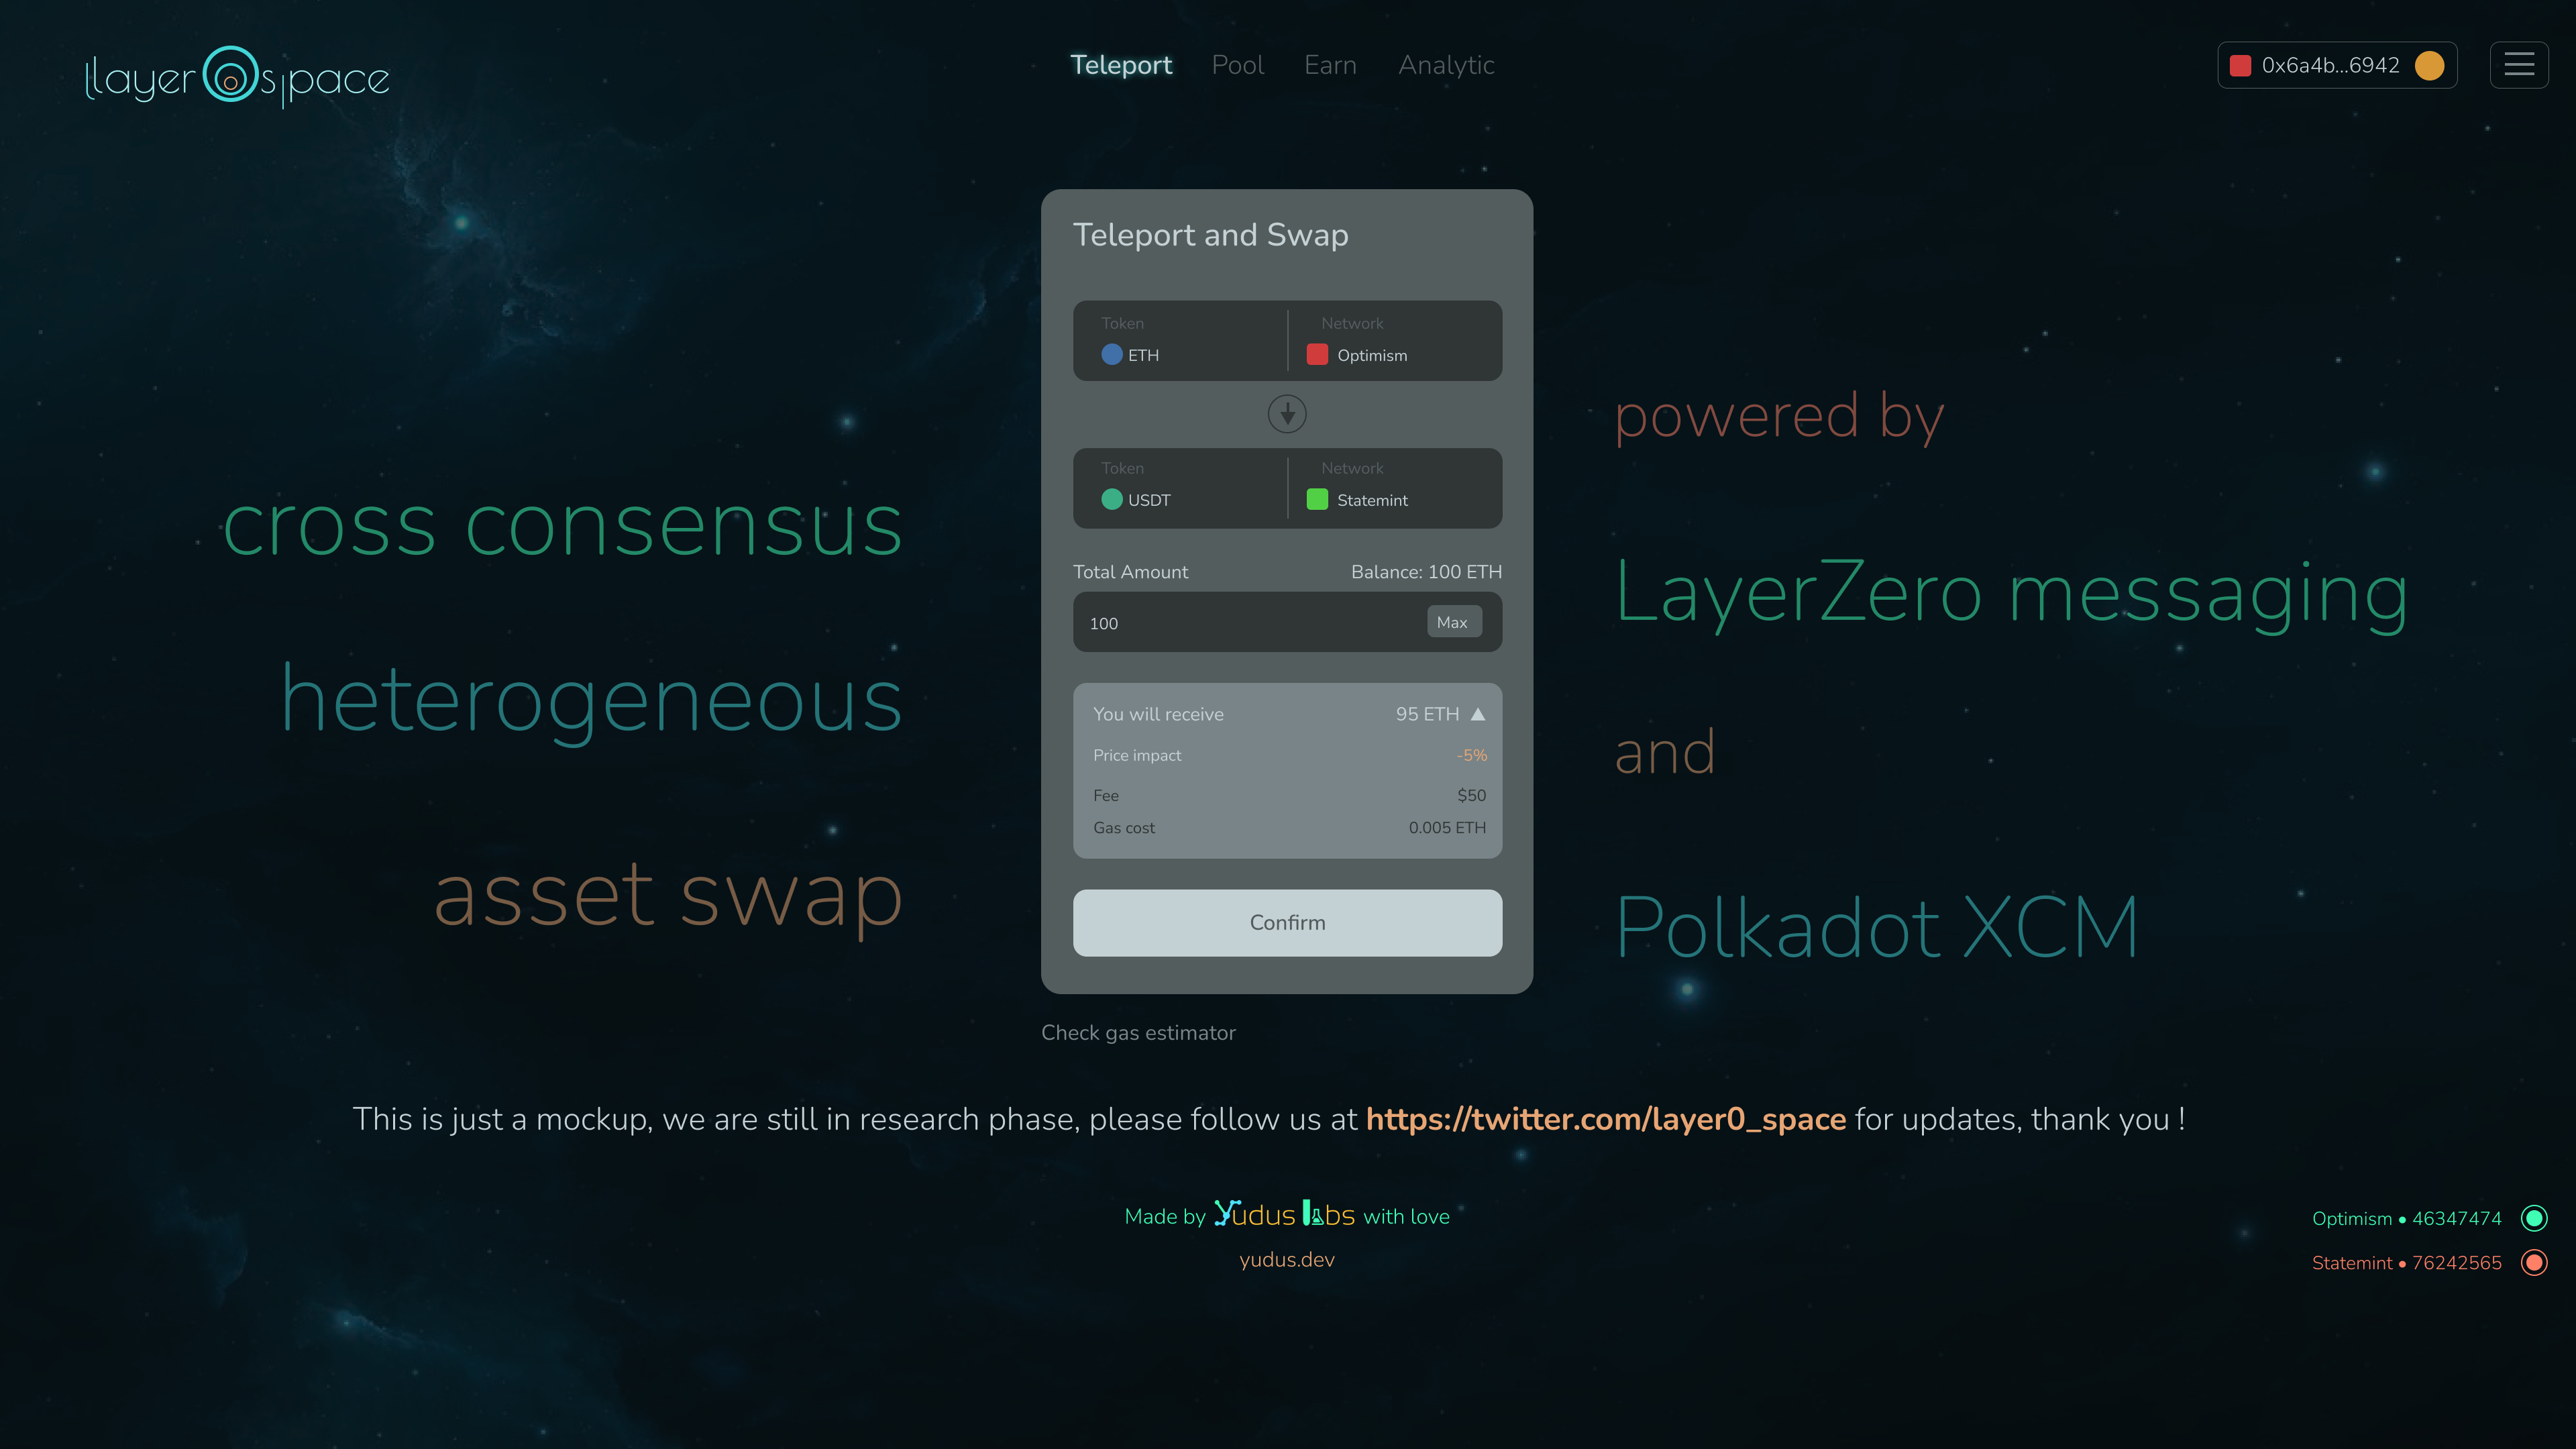 layer space
Teleport Pool Earn Analytic
0x6a4b...6942
Teleport and Swap
Token Network
ETH Optimism
Token Network
USDT Statemint
Total Amount Balance: 100 ETH
100 Max
You will receive 95 ETH
Price impact -5%
Fee $50
Gas cost 0.005 ETH
Confirm
Check gas estimator
cross consensus
heterogeneous
asset swap
powered by
LayerZero messaging
and
Polkadot XCM
This is just a mockup, we are still in research phase, please follow us at https://twitter.com/layer0_space for updates, thank you !
Made by Yudus Labs with love
yudus.dev
Optimism • 46347474
Statemint • 76242565